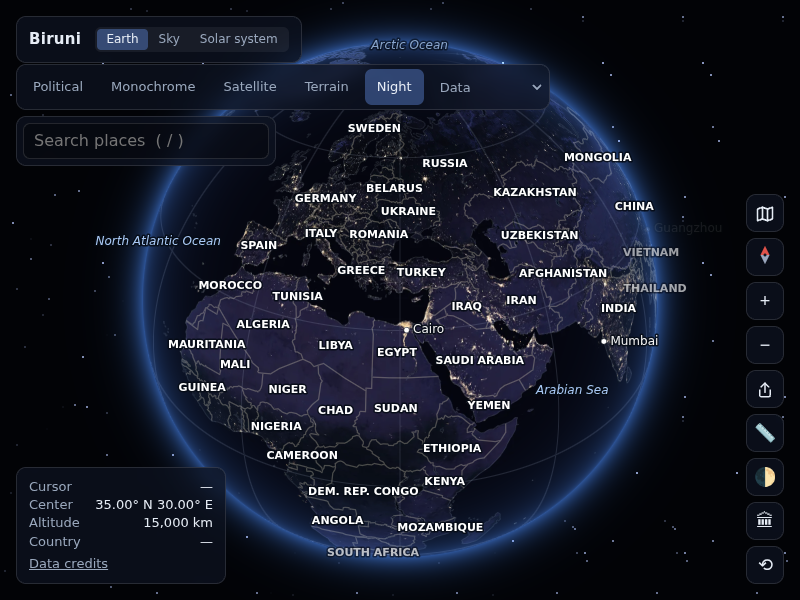 Biruni Earth Sky Solar system
Political Monochrome Satellite Terrain Night Data
Search places ( / )
Arctic Ocean
SWEDEN
RUSSIA
MONGOLIA
BELARUS
KAZAKHSTAN
GERMANY
UKRAINE
CHINA
Guangzhou
ITALY
ROMANIA
UZBEKISTAN
North Atlantic Ocean
SPAIN
VIETNAM
GREECE
TURKEY
AFGHANISTAN
MOROCCO
THAILAND
TUNISIA
IRAQ
IRAN
INDIA
ALGERIA
Cairo
MAURITANIA
LIBYA
EGYPT
Mumbai
MALI
SAUDI ARABIA
GUINEA
NIGER
Arabian Sea
CHAD
SUDAN
YEMEN
NIGERIA
ETHIOPIA
CAMEROON
KENYA
DEM. REP. CONGO
ANGOLA
MOZAMBIQUE
SOUTH AFRICA
+
−
Cursor —
Center 35.00° N 30.00° E
Altitude 15,000 km
Country —
Data credits